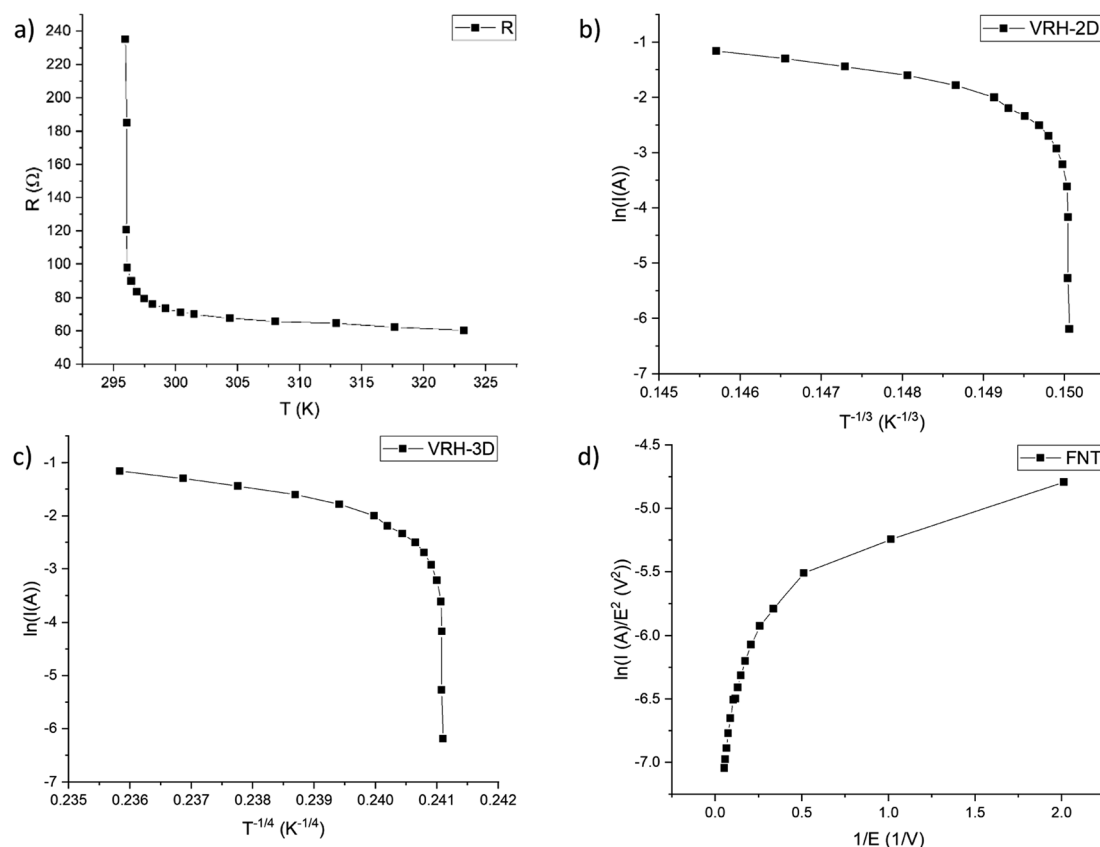 a)
R
240
220
200
180
160
140
120
100
80
60
40
R (Ω)
295 300 305 310 315 320 325
T (K)
b)
VRH-2D
-1
-2
-3
-4
-5
-6
-7
ln(I(A))
0.145 0.146 0.147 0.148 0.149 0.150
T-1/3 (K-1/3)
c)
VRH-3D
-1
-2
-3
-4
-5
-6
-7
ln(I(A))
0.235 0.236 0.237 0.238 0.239 0.240 0.241 0.242
T-1/4 (K-1/4)
d)
FNT
-4.5
-5.0
-5.5
-6.0
-6.5
-7.0
ln(I (A)/E2 (V2))
0.0 0.5 1.0 1.5 2.0
1/E (1/V)